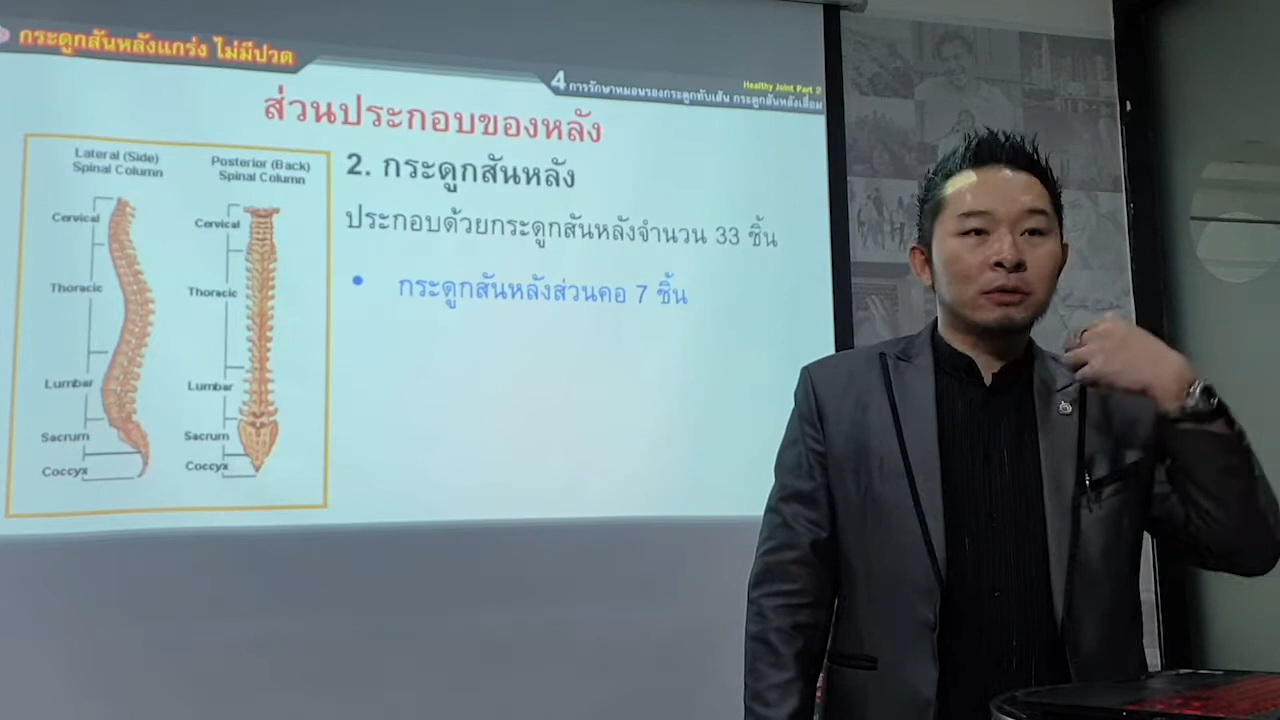 กระดูกสันหลังแกร่ง ไม่มีปวด
Healthy Joint Part 2
4 การรักษาหมอนรองกระดูกทับเส้น กระดูกสันหลังเสื่อม
ส่วนประกอบของหลัง
Lateral (Side)
Spinal Column
Posterior (Back)
Spinal Column
Cervical
Thoracic
Lumbar
Sacrum
Coccyx
Cervical
Thoracic
Lumbar
Sacrum
Coccyx
2. กระดูกสันหลัง
ประกอบด้วยกระดูกสันหลังจำนวน 33 ชิ้น
• กระดูกสันหลังส่วนคอ 7 ชิ้น